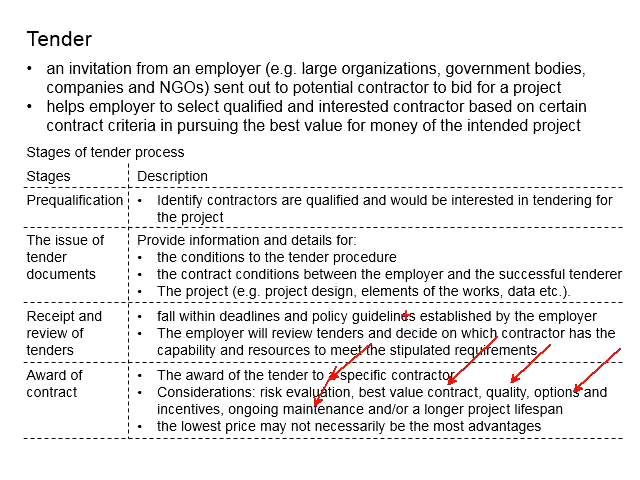 Tender
• an invitation from an employer (e.g. large organizations, government bodies,
companies and NGOs) sent out to potential contractor to bid for a project
• helps employer to select qualified and interested contractor based on certain
contract criteria in pursuing the best value for money of the intended project
Stages of tender process
Stages Description
Prequalification • Identify contractors are qualified and would be interested in tendering for
the project
The issue of Provide information and details for:
tender • the conditions to the tender procedure
documents • the contract conditions between the employer and the successful tenderer
• The project (e.g. project design, elements of the works, data etc.).
Receipt and • fall within deadlines and policy guidelines established by the employer
review of • The employer will review tenders and decide on which contractor has the
tenders capability and resources to meet the stipulated requirements
Award of • The award of the tender to a specific contractor
contract • Considerations: risk evaluation, best value contract, quality, options and
incentives, ongoing maintenance and/or a longer project lifespan
• the lowest price may not necessarily be the most advantages